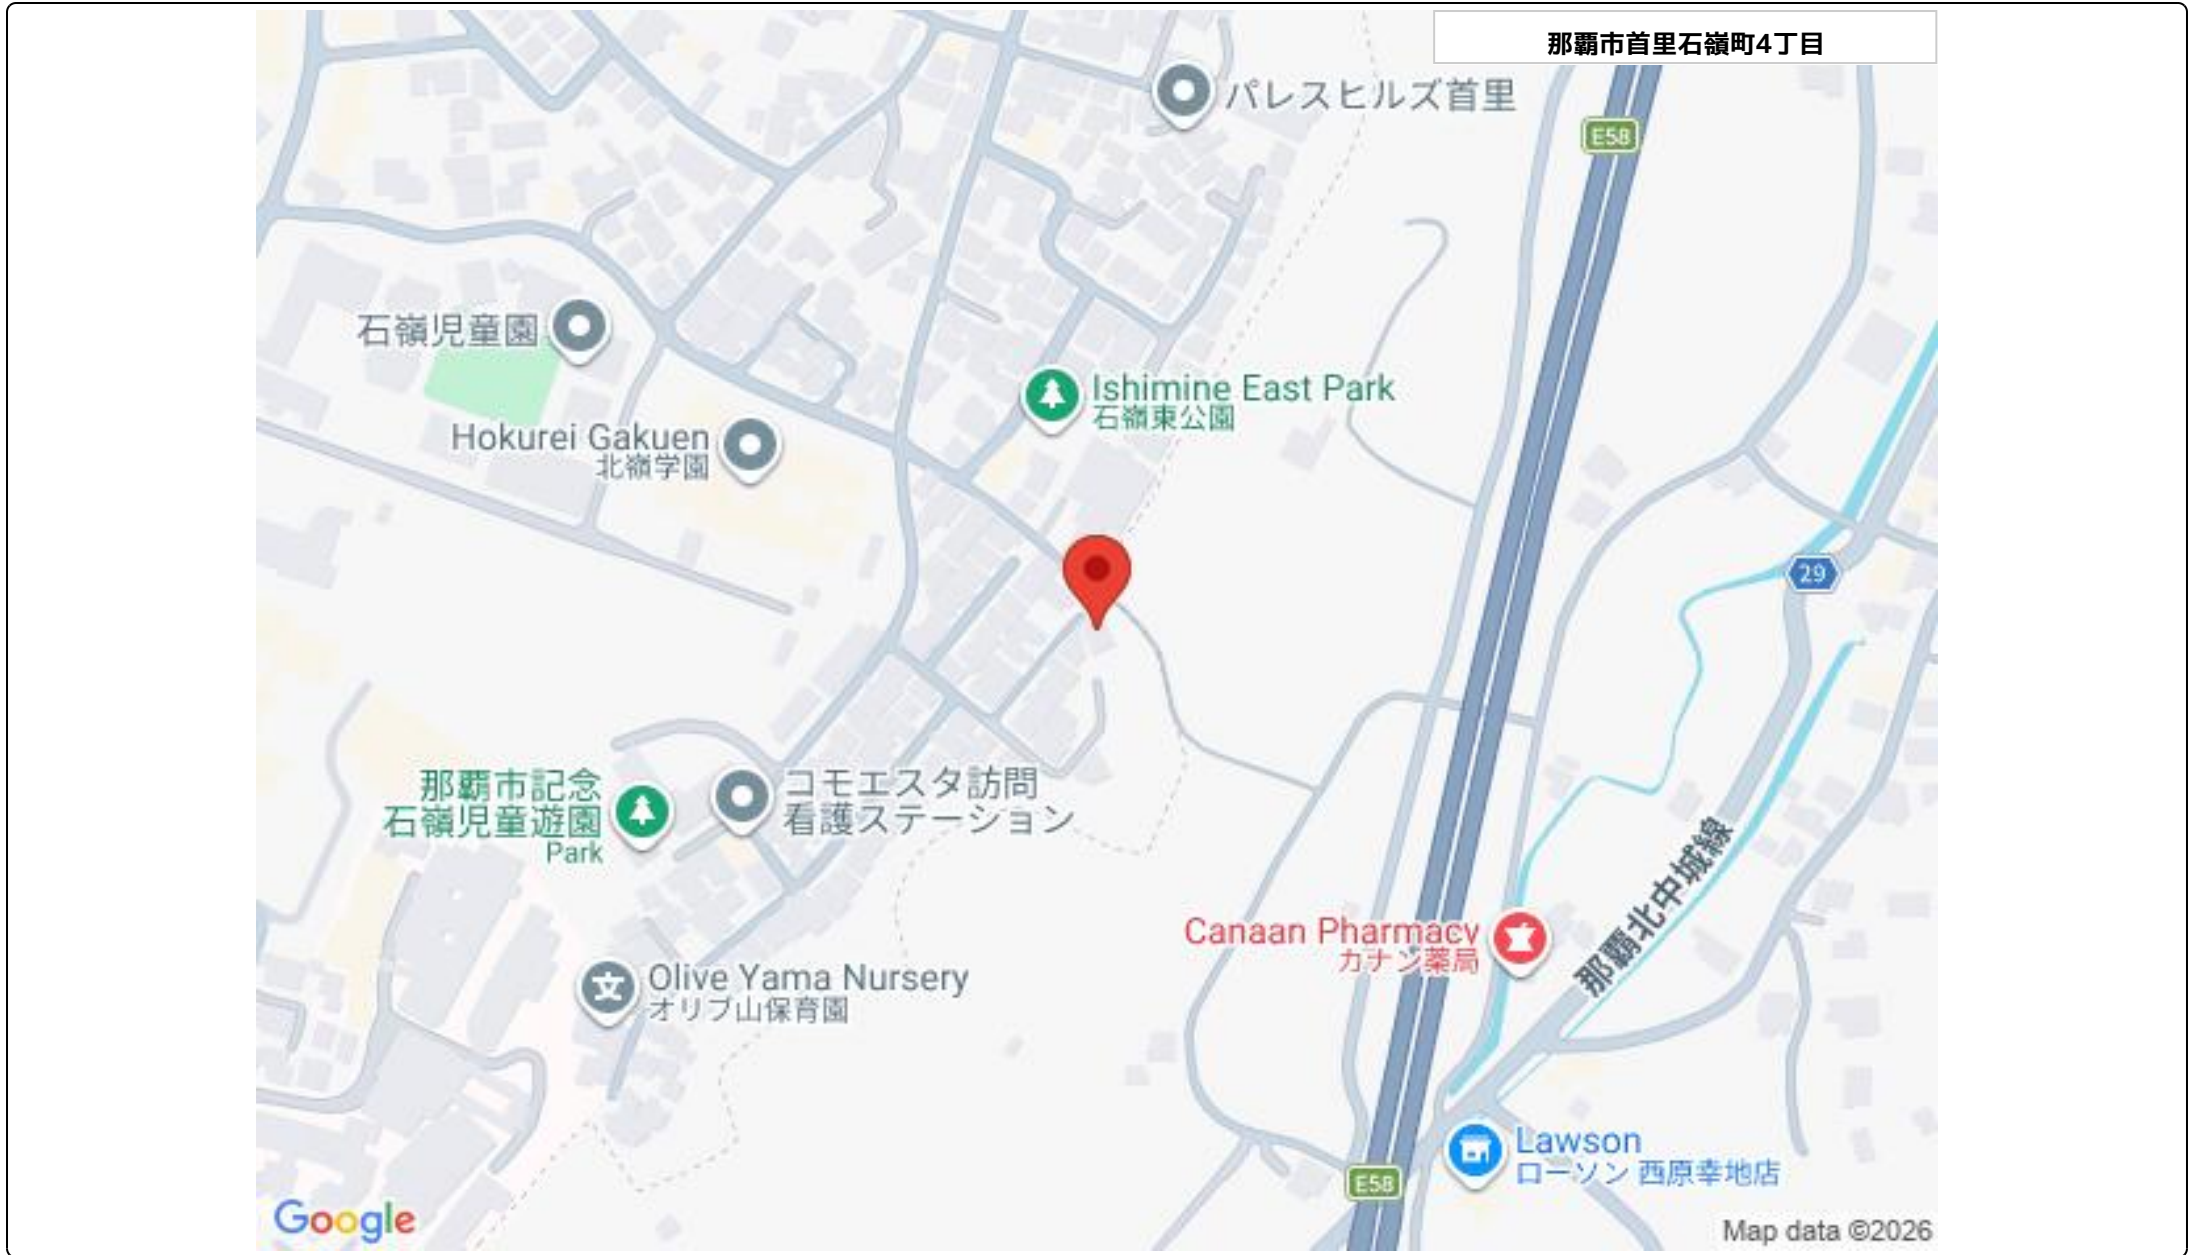 那覇市首里石嶺町4丁目
パレスヒルズ首里
E58
石嶺児童園
Ishimine East Park
石嶺東公園
Hokurei Gakuen
北嶺学園
29
那覇市記念
石嶺児童遊園
Park
コモエスタ訪問
看護ステーション
那覇北中城線
Canaan Pharmacy
カナン薬局
Olive Yama Nursery
オリブ山保育園
Lawson
ローソン 西原幸地店
E58
Google
Map data ©2026